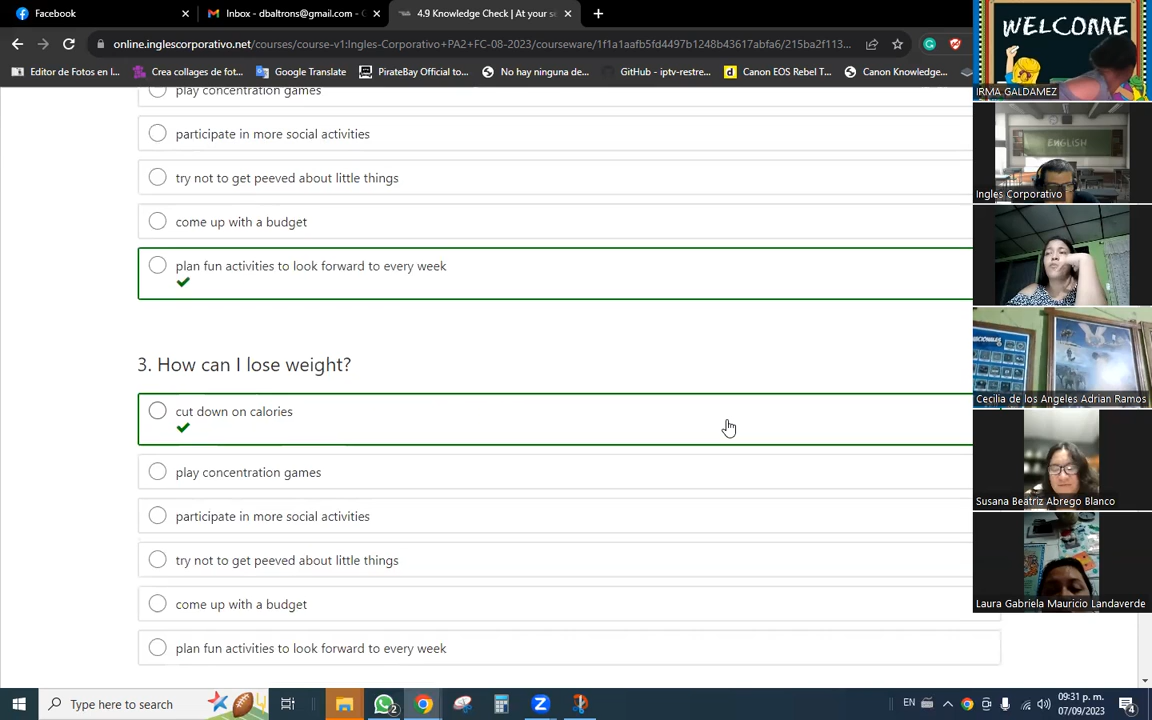 Facebook
Inbox - dbaltrons@gmail.com -
4.9 Knowledge Check | At your s
online.inglescorporativo.net/courses/course-v1:Ingles-Corporativo+PA2+FC-08-2023/courseware/1f1a1aafb5fd4497b1248b43617abfa6/215ba2f113...
Editor de Fotos en l...
Crea collages de fot...
Google Translate
PirateBay Official to...
No hay ninguna de...
GitHub - iptv-restre...
Canon EOS Rebel T...
Canon Knowledge...
play concentration games
participate in more social activities
try not to get peeved about little things
come up with a budget
plan fun activities to look forward to every week
3. How can I lose weight?
cut down on calories
play concentration games
participate in more social activities
try not to get peeved about little things
come up with a budget
plan fun activities to look forward to every week
WELCOME
IRMA GALDAMEZ
ENGLISH
Ingles Corporativo
Cecilia de los Angeles Adrian Ramos
Susana Beatriz Abrego Blanco
Laura Gabriela Mauricio Landaverde
Type here to search
2
EN
09:31 p. m.
07/09/2023
4